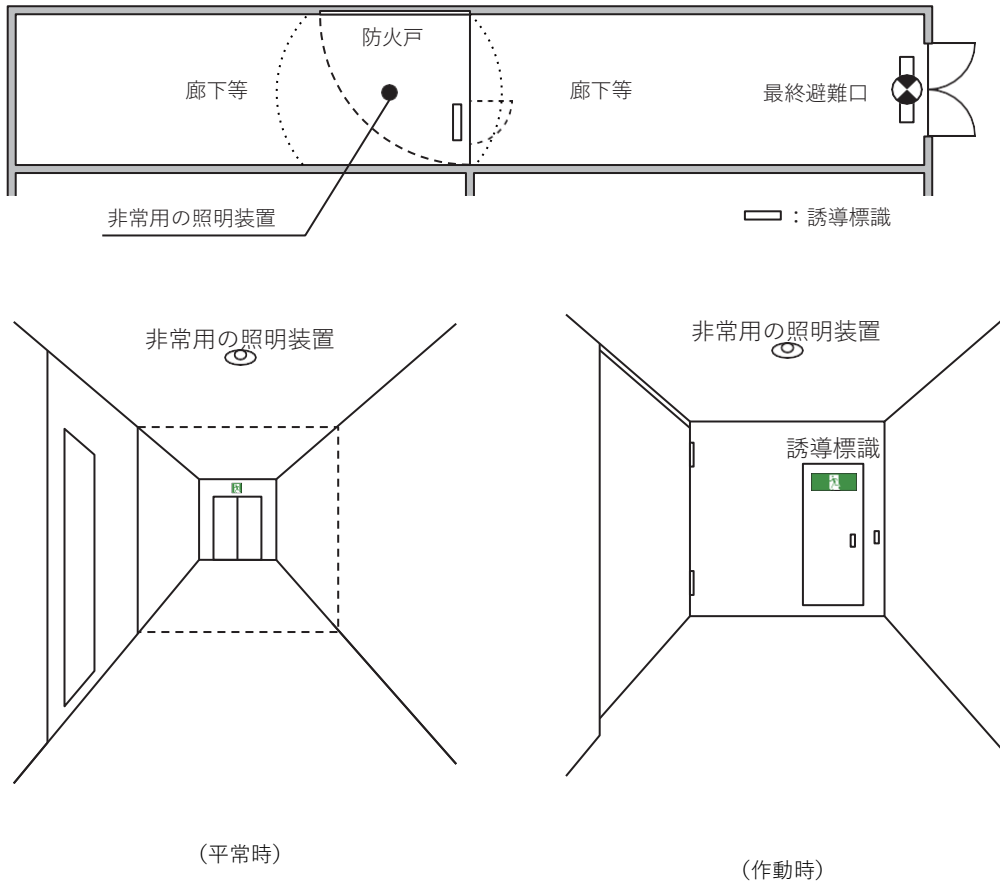 防火戸
廊下等
廊下等
最終避難口
非常用の照明装置
：誘導標識
非常用の照明装置
非常用の照明装置
誘導標識
（平常時）
（作動時）